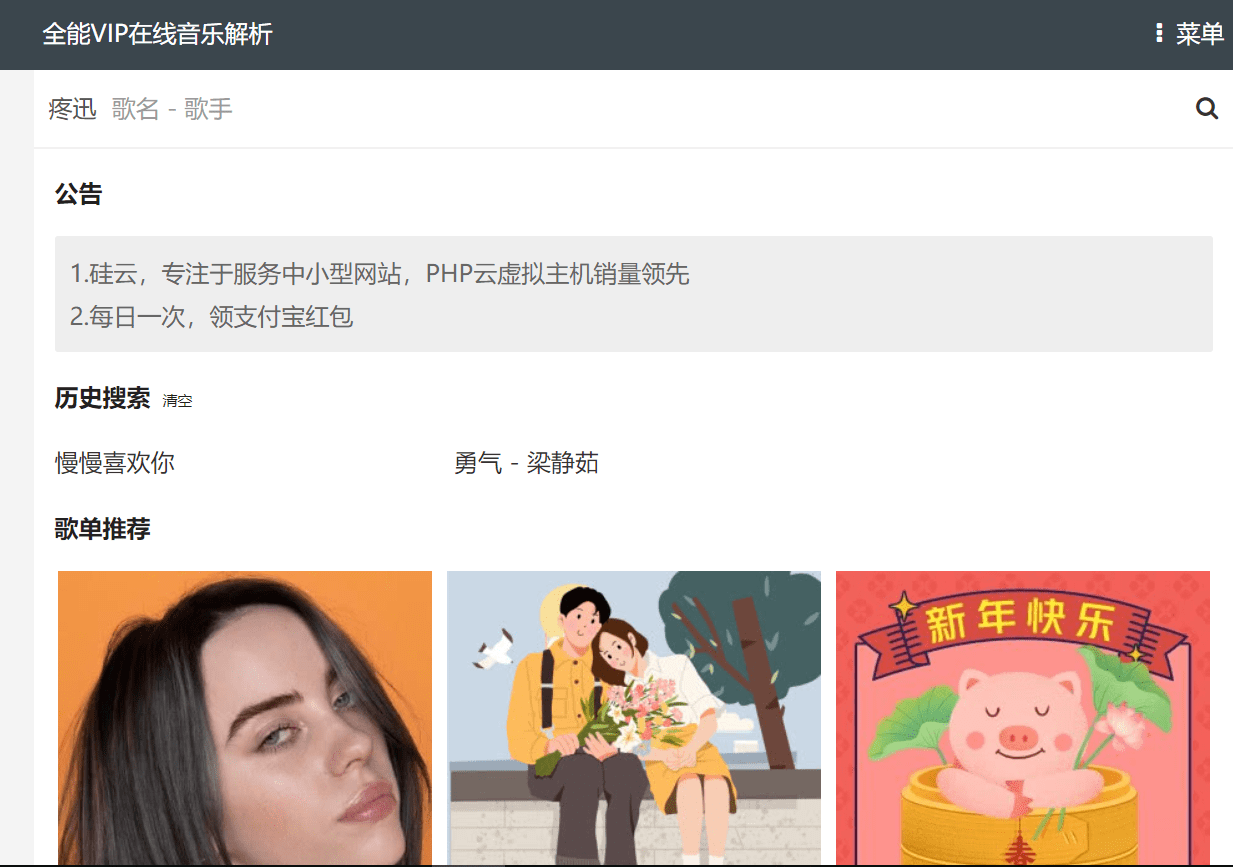 全能VIP在线音乐解析
菜单
疼迅 歌名 - 歌手
公告
1.硅云，专注于服务中小型网站，PHP云虚拟主机销量领先
2.每日一次，领支付宝红包
历史搜索 清空
慢慢喜欢你
勇气 - 梁静茹
歌单推荐
新年快乐